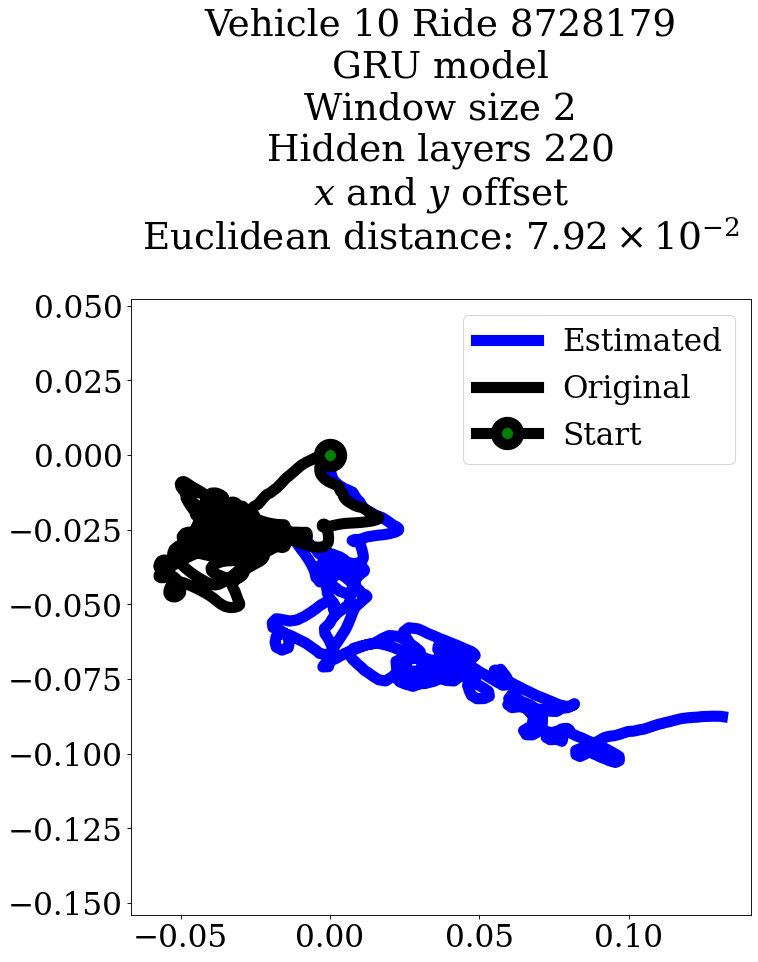 Vehicle 10 Ride 8728179
GRU model
Window size 2
Hidden layers 220
x and y offset
Euclidean distance: 7.92 × 10⁻²
Estimated
Original
Start
0.050
0.025
0.000
−0.025
−0.050
−0.075
−0.100
−0.125
−0.150
−0.05 0.00 0.05 0.10